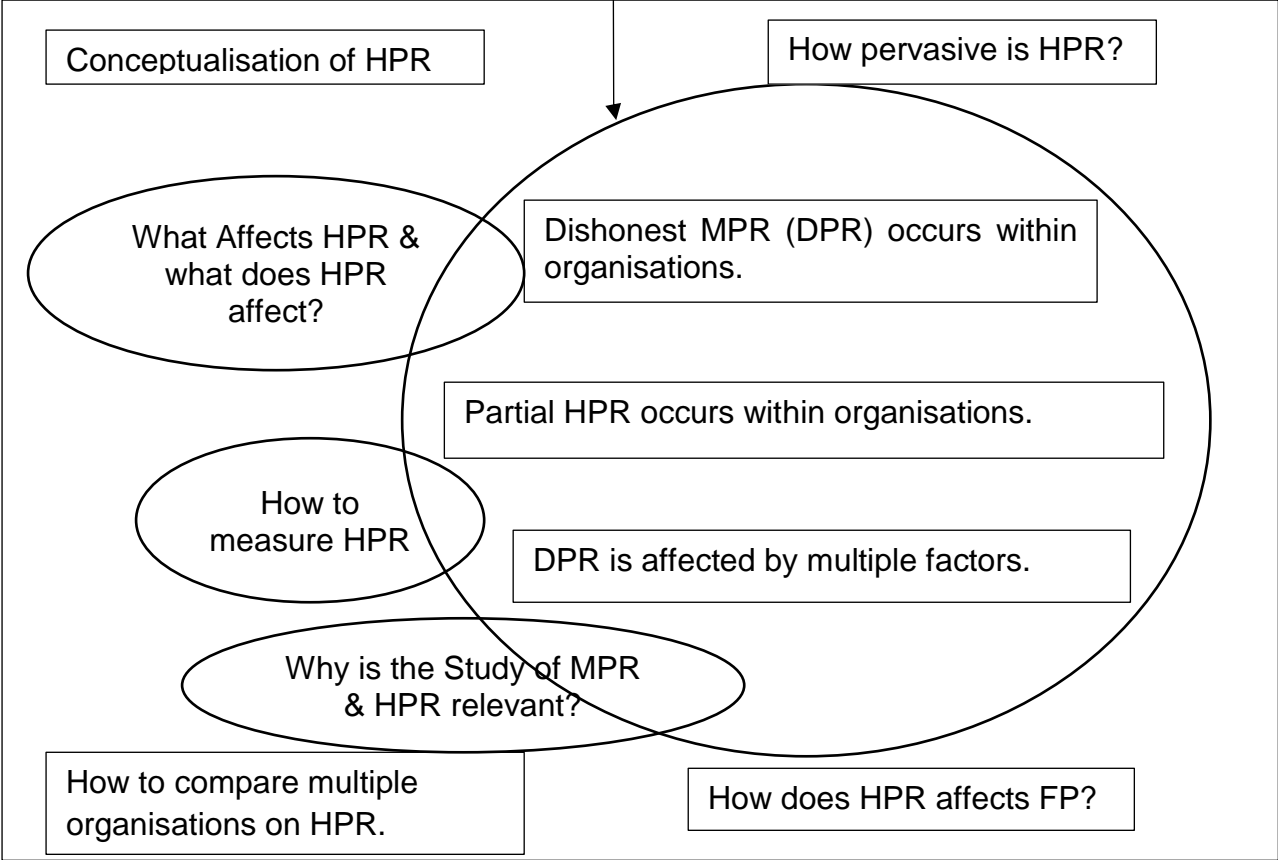 Conceptualisation of HPR
How pervasive is HPR?
What Affects HPR &
what does HPR
affect?
Dishonest MPR (DPR) occurs within
organisations.
Partial HPR occurs within organisations.
How to
measure HPR
DPR is affected by multiple factors.
Why is the Study of MPR
& HPR relevant?
How to compare multiple
organisations on HPR.
How does HPR affects FP?